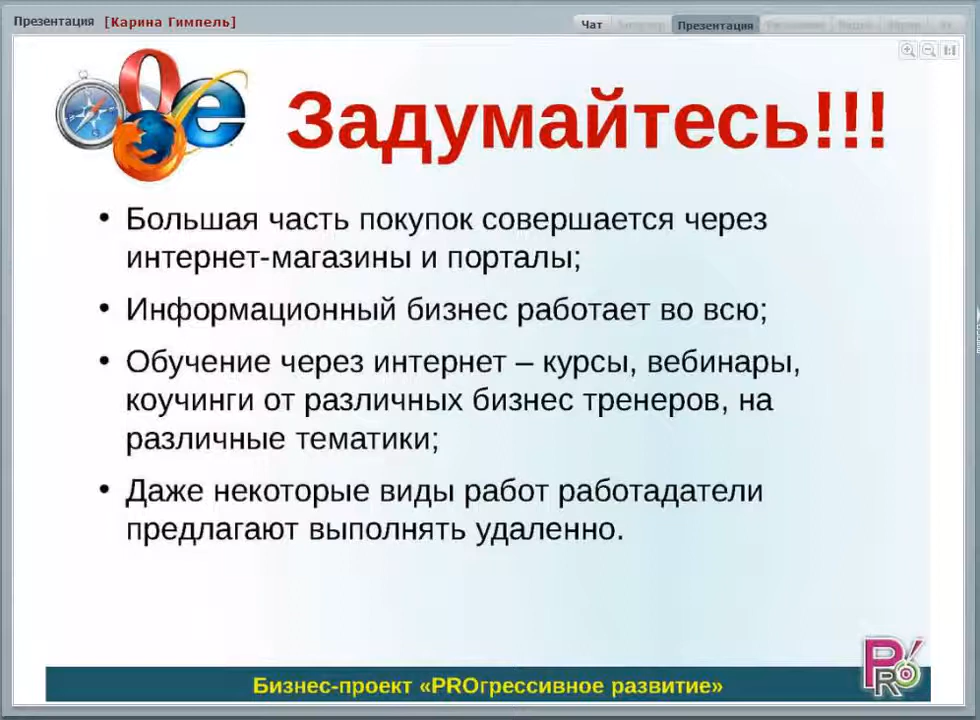 Презентация [Карина Гимпель]
Чат Презентация
Задумайтесь!!!
• Большая часть покупок совершается через
интернет-магазины и порталы;
• Информационный бизнес работает во всю;
• Обучение через интернет – курсы, вебинары,
коучинги от различных бизнес тренеров, на
различные тематики;
• Даже некоторые виды работ работадатели
предлагают выполнять удаленно.
PRO
Бизнес-проект «PROгрессивное развитие»